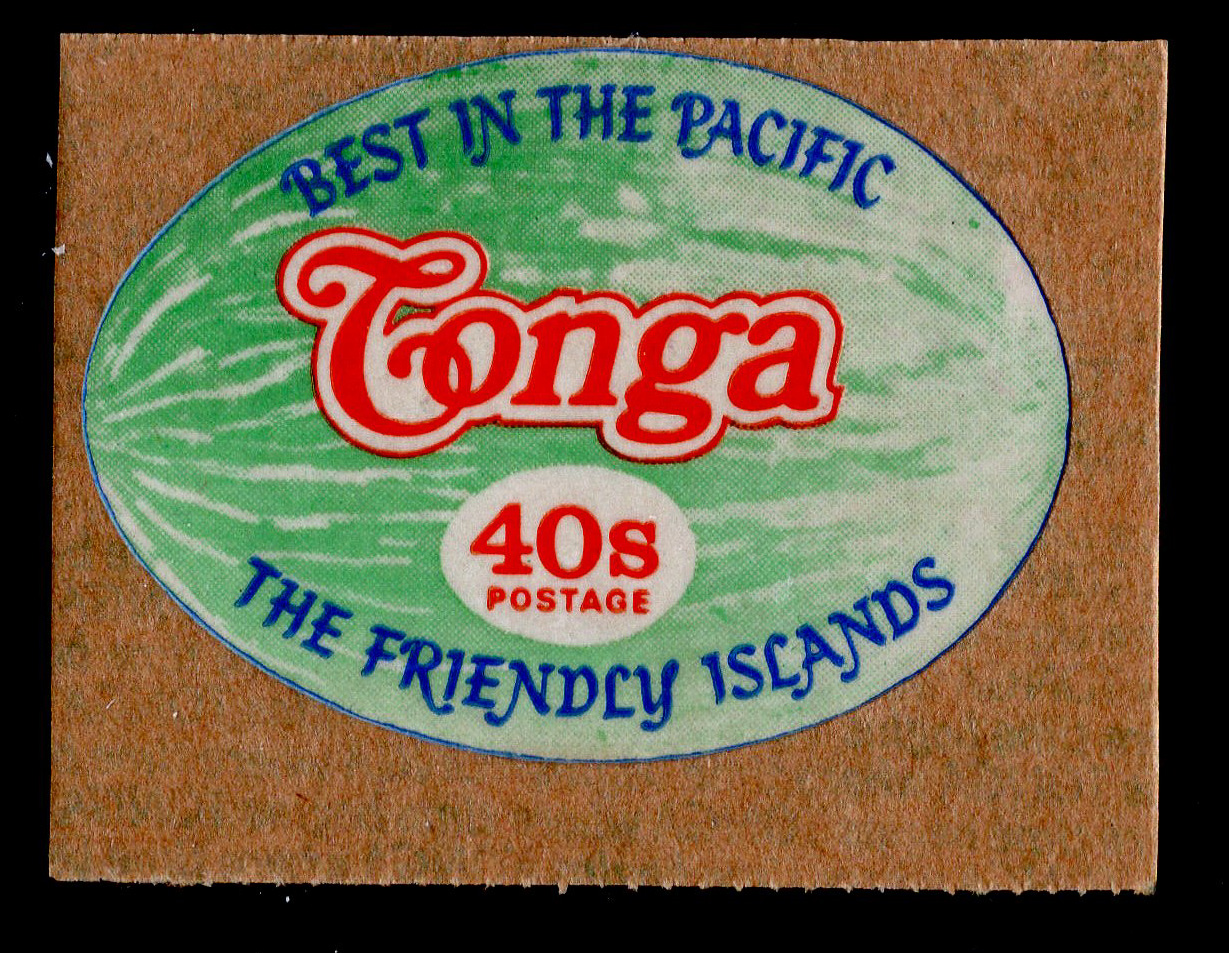 BEST IN THE PACIFIC
Tonga
40s
POSTAGE
THE FRIENDLY ISLANDS